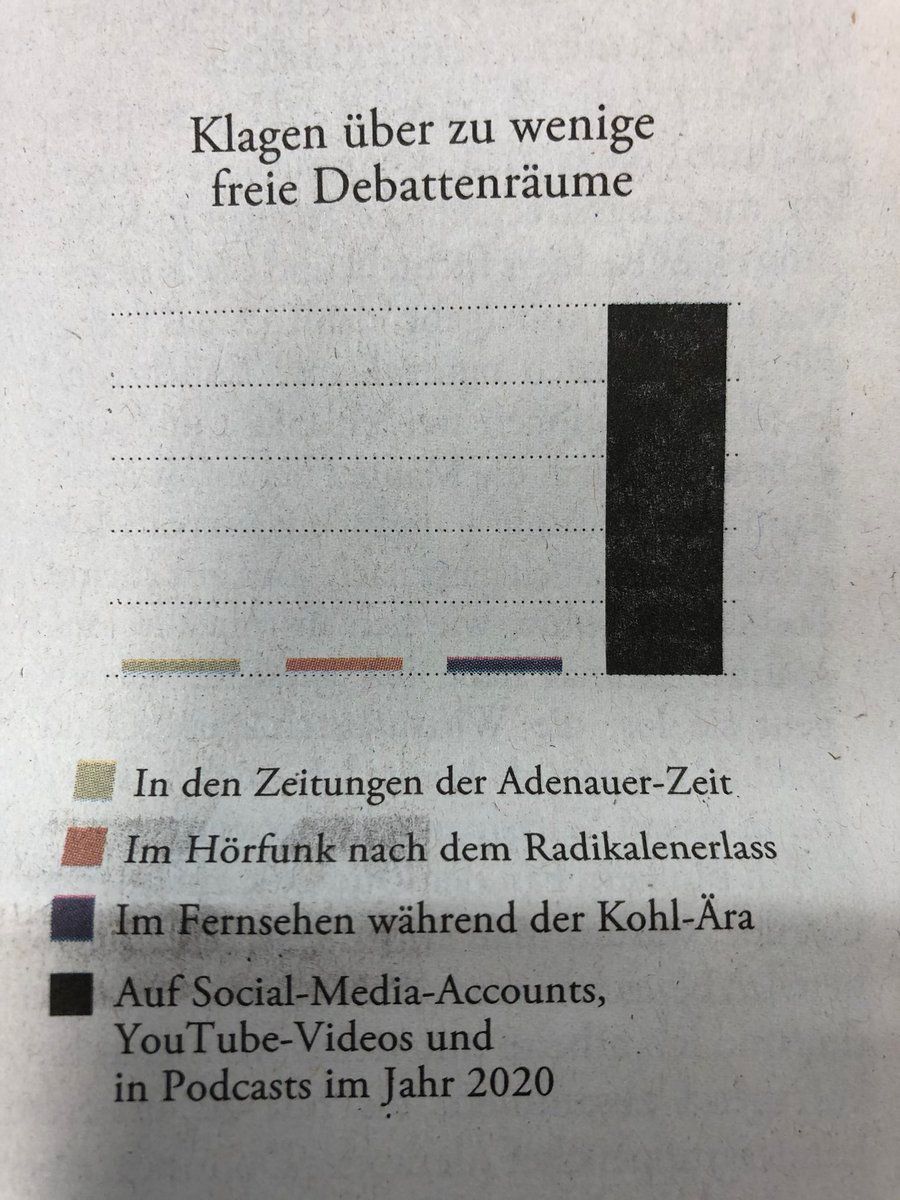 Klagen über zu wenige
freie Debattenräume
In den Zeitungen der Adenauer-Zeit
Im Hörfunk nach dem Radikalenerlass
Im Fernsehen während der Kohl-Ära
Auf Social-Media-Accounts,
YouTube-Videos und
in Podcasts im Jahr 2020